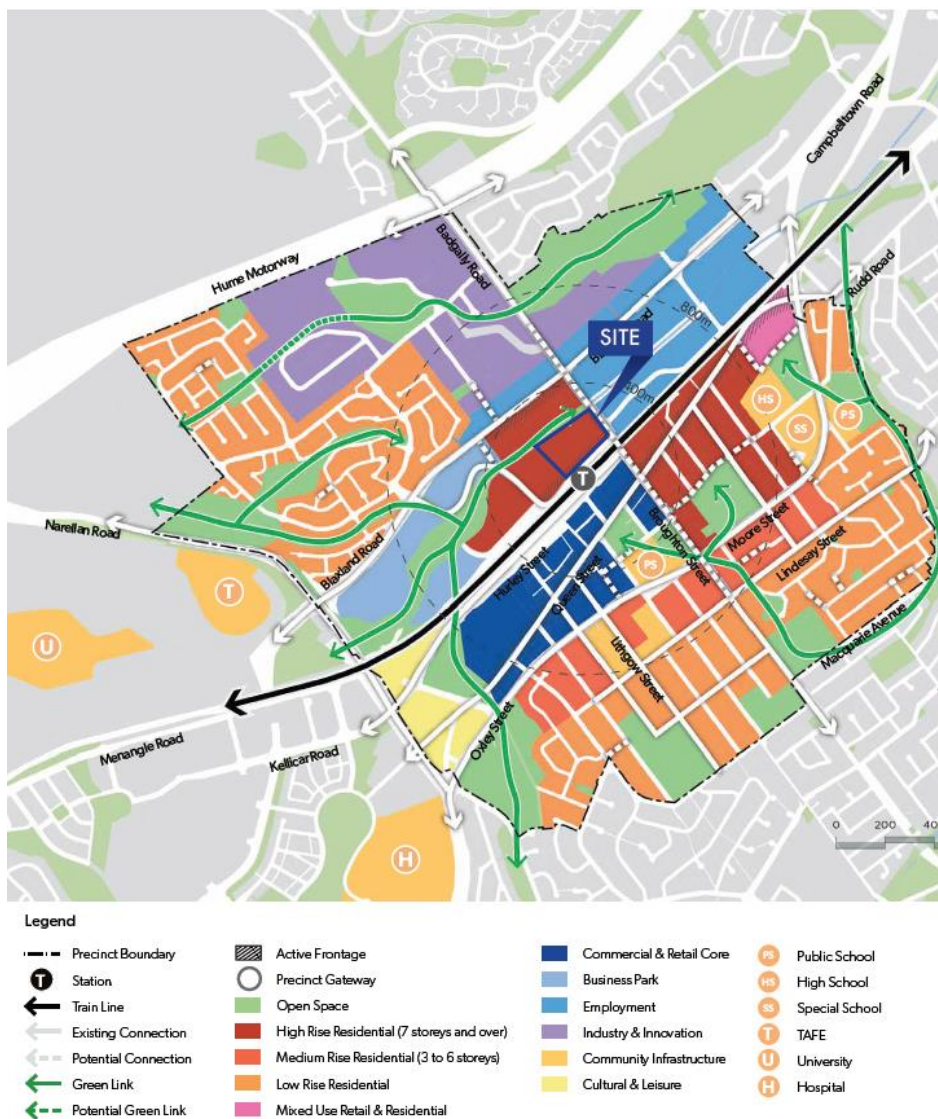 Campbelltown Road
Hume Motorway
Badgally Road
Rudd Road
800m
SITE
400m
HS
SS
PS
T
Narellan Road
Blaxland Road
Moore Street
Broughton Street
Lindesay Street
Hurley Street
Queen Street
PS
T
U
Lithgow Street
Macquarie Avenue
Oxley Street
Menangle Road
Kellicar Road
H
0 200 40
Legend
Precinct Boundary
T Station
Train Line
Existing Connection
Potential Connection
Green Link
Potential Green Link
Active Frontage
Precinct Gateway
Open Space
High Rise Residential (7 storeys and over)
Medium Rise Residential (3 to 6 storeys)
Low Rise Residential
Mixed Use Retail & Residential
Commercial & Retail Core
Business Park
Employment
Industry & Innovation
Community Infrastructure
Cultural & Leisure
PS Public School
HS High School
SS Special School
T TAFE
U University
H Hospital